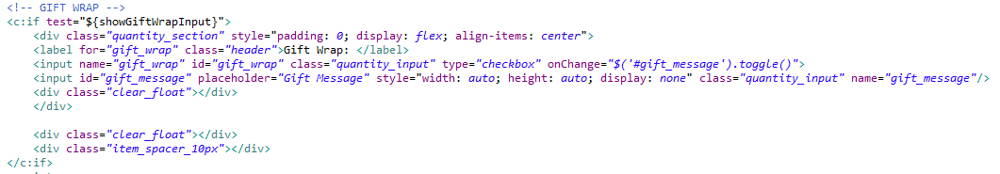 <!-- GIFT WRAP -->
<c:if test="${showGiftWrapInput}">
<div class="quantity_section" style="padding: 0; display: flex; align-items: center">
<label for="gift_wrap" class="header">Gift Wrap: </label>
<input name="gift_wrap" id="gift_wrap" class="quantity_input" type="checkbox" onChange="$('#gift_message').toggle()">
<input id="gift_message" placeholder="Gift Message" style="width: auto; height: auto; display: none" class="quantity_input" name="gift_message"/>
<div class="clear_float"></div>
</div>
<div class="clear_float"></div>
<div class="item_spacer_10px"></div>
</c:if>